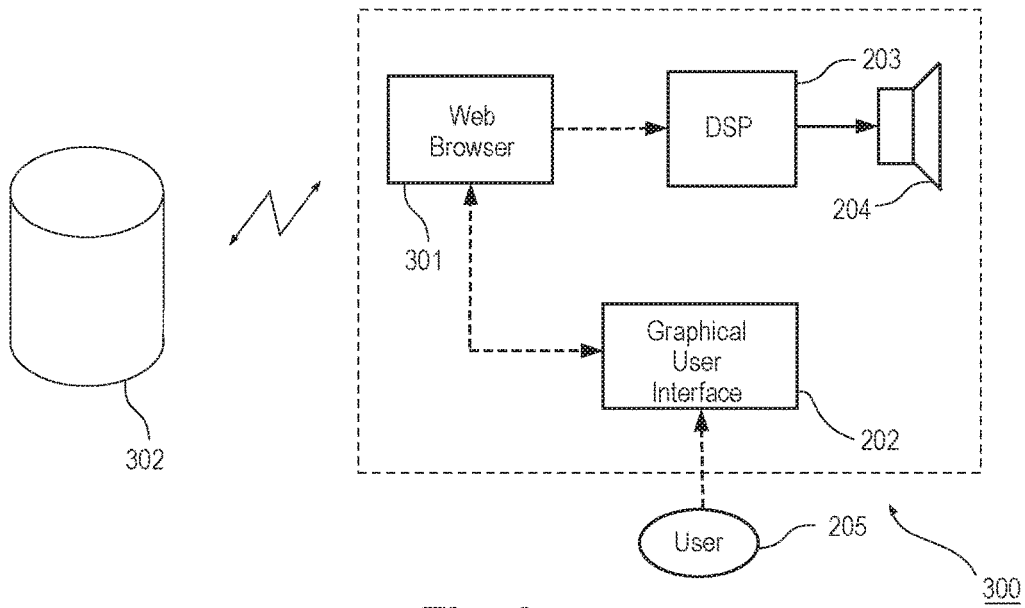 203
Web
Browser
DSP
204
301
Graphical
User
Interface
302
202
User
205
300